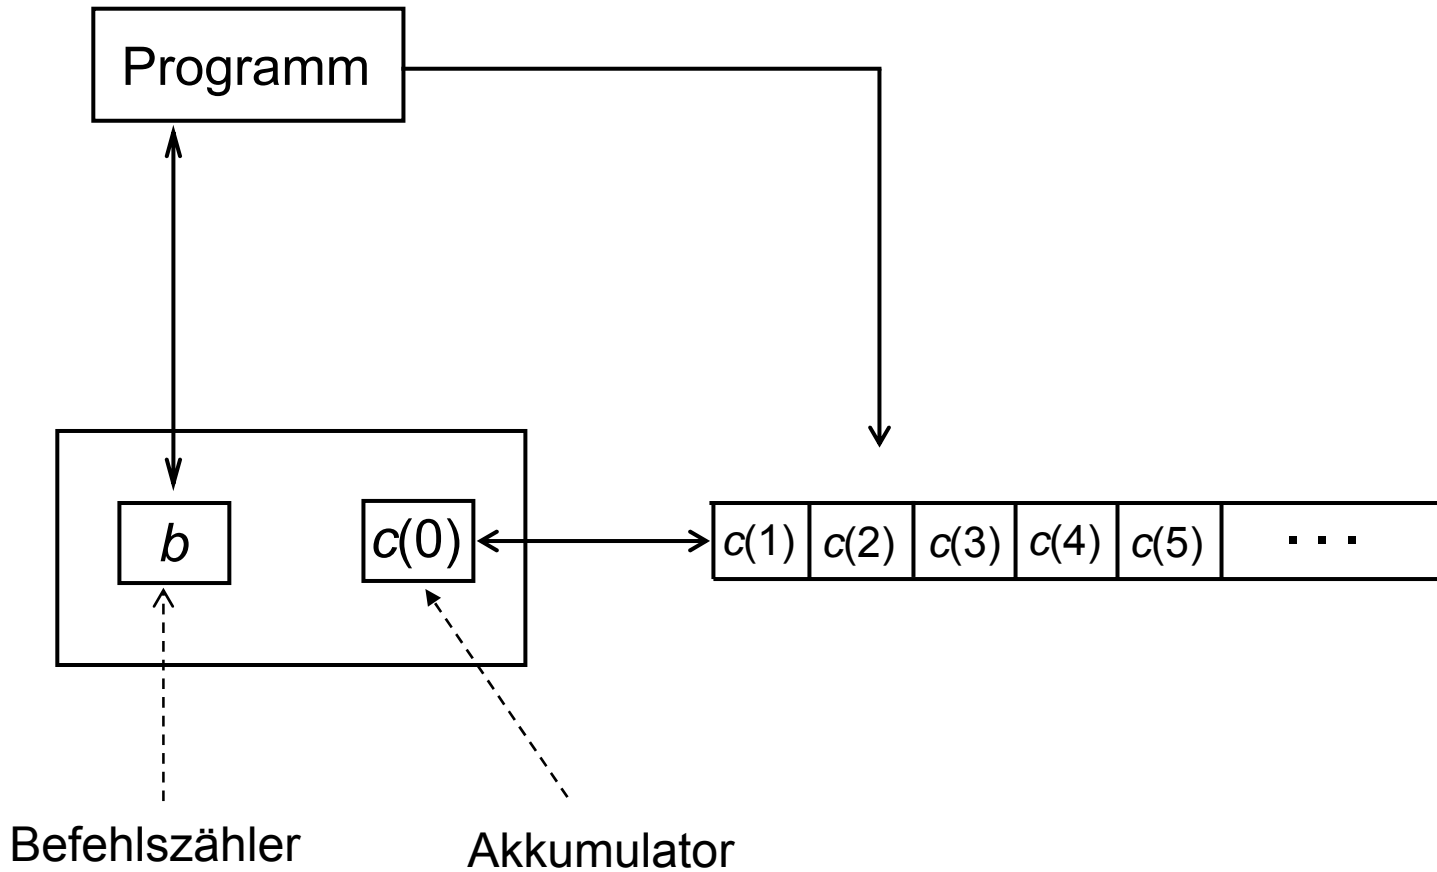 Programm
b
c(0)
c(1) c(2) c(3) c(4) c(5) ...
Befehlszähler
Akkumulator